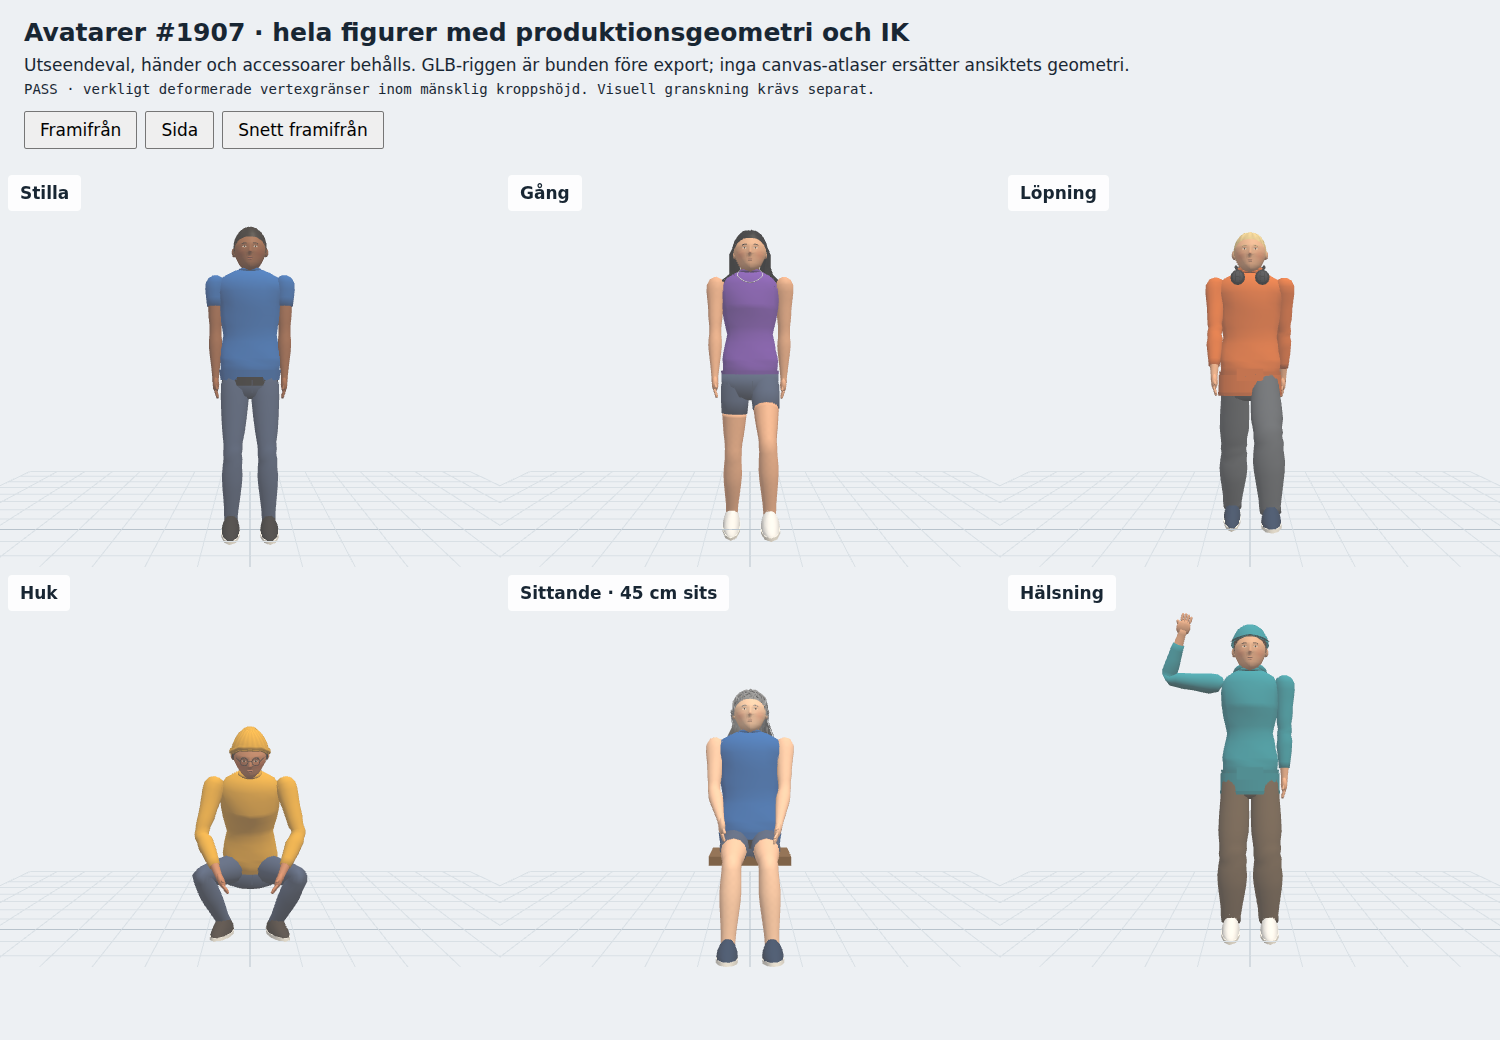 Avatarer #1907 · hela figurer med produktionsgeometri och IK
Utseendeval, händer och accessoarer behålls. GLB-riggen är bunden före export; inga canvas-atlaser ersätter ansiktets geometri.
PASS · verkligt deformerade vertexgränser inom mänsklig kroppshöjd. Visuell granskning krävs separat.
Framifrån Sida Snett framifrån
Stilla Gång Löpning
Huk Sittande · 45 cm sits Hälsning